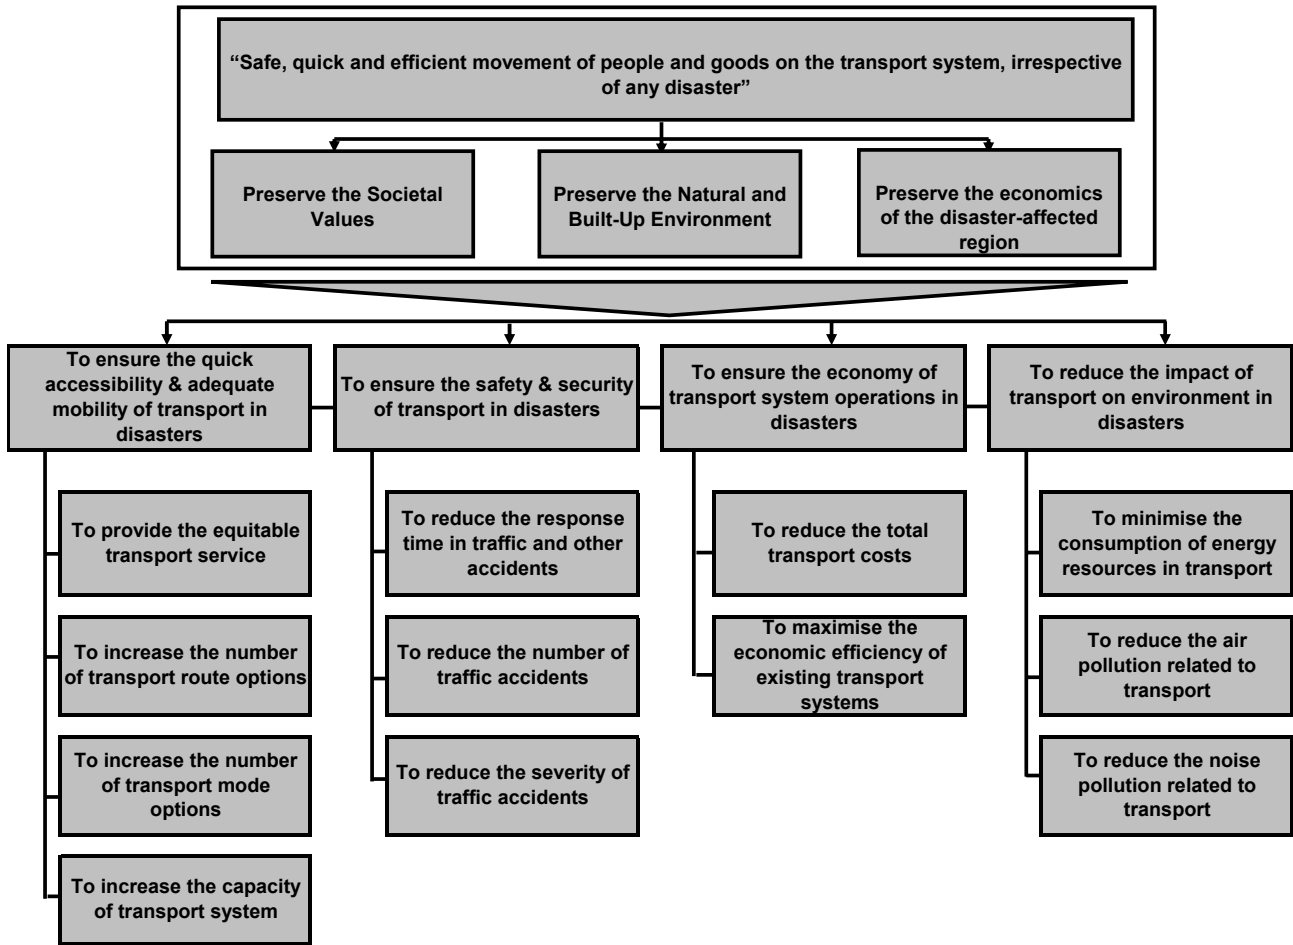 “Safe, quick and efficient movement of people and goods on the transport system, irrespective
of any disaster”
Preserve the Societal
Values
Preserve the Natural and
Built-Up Environment
Preserve the economics
of the disaster-affected
region
To ensure the quick
accessibility & adequate
mobility of transport in
disasters
To ensure the safety & security
of transport in disasters
To ensure the economy of
transport system operations in
disasters
To reduce the impact of
transport on environment in
disasters
To provide the equitable
transport service
To increase the number
of transport route options
To increase the number
of transport mode
options
To increase the capacity
of transport system
To reduce the response
time in traffic and other
accidents
To reduce the number of
traffic accidents
To reduce the severity of
traffic accidents
To reduce the total
transport costs
To maximise the
economic efficiency of
existing transport
systems
To minimise the
consumption of energy
resources in transport
To reduce the air
pollution related to
transport
To reduce the noise
pollution related to
transport